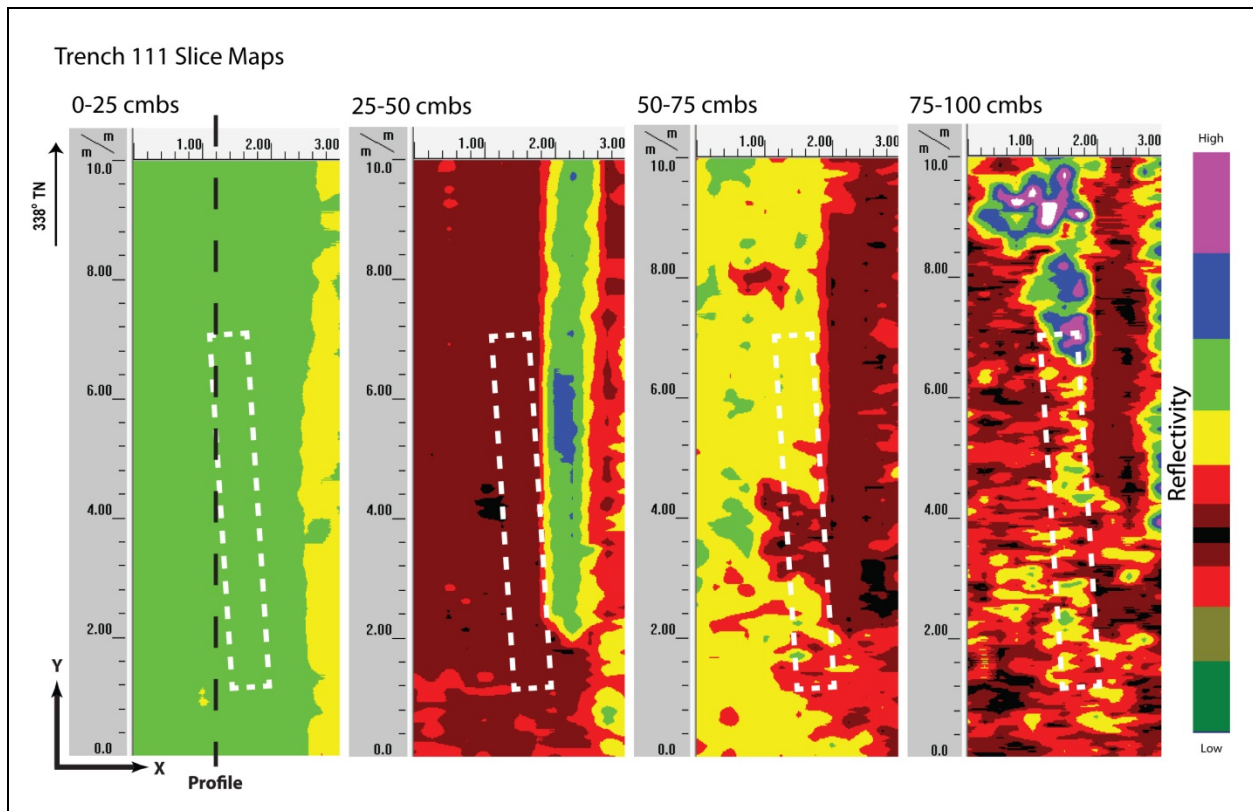 Trench 111 Slice Maps
0-25 cmbs
25-50 cmbs
50-75 cmbs
75-100 cmbs
m
m
1.00
2.00
3.00
10.0
8.00
6.00
4.00
2.00
0.0
m
m
1.00
2.00
3.00
10.0
8.00
6.00
4.00
2.00
0.0
m
m
1.00
2.00
3.00
10.0
8.00
6.00
4.00
2.00
0.0
m
m
1.00
2.00
3.00
10.0
8.00
6.00
4.00
2.00
0.0
338° TN
Y
X
Profile
High
Reflectivity
Low